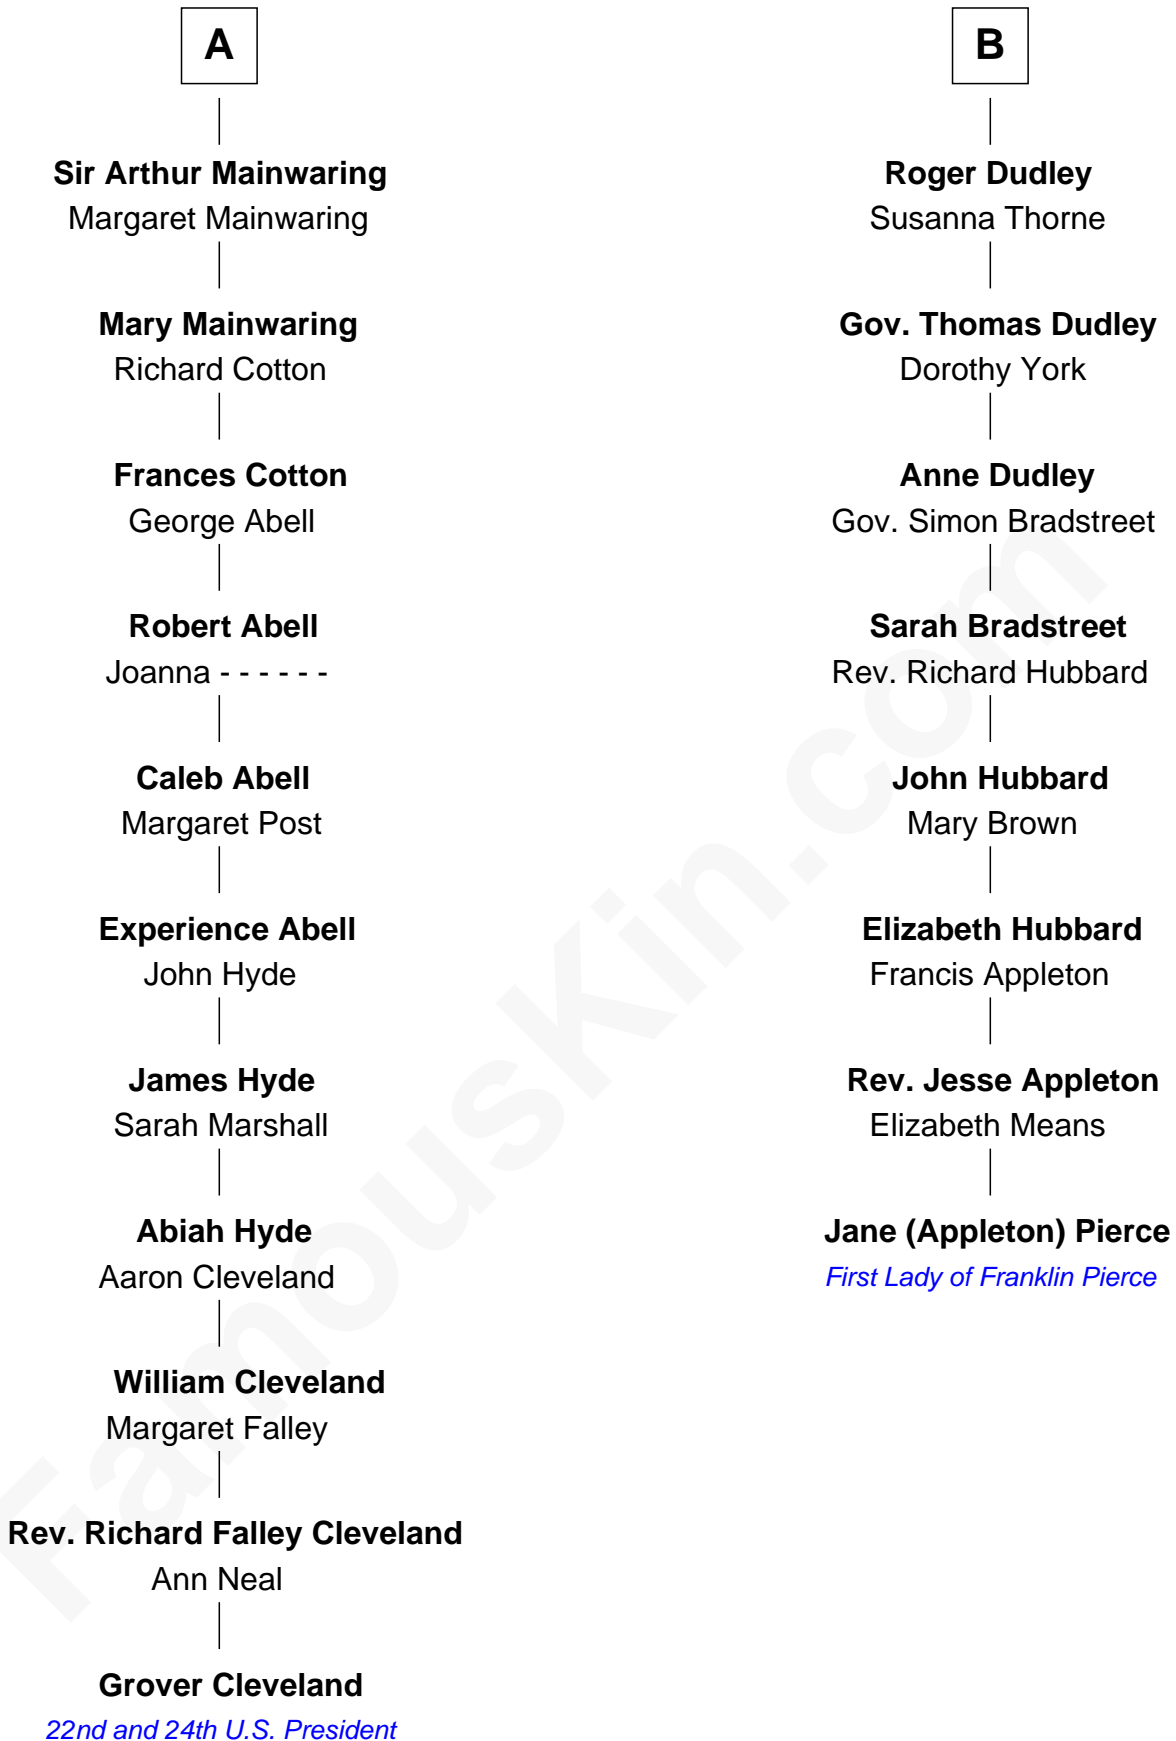 A
Sir Arthur Mainwaring
Margaret Mainwaring
Mary Mainwaring
Richard Cotton
Frances Cotton
George Abell
Robert Abell
Joanna - - - - - -
Caleb Abell
Margaret Post
Experience Abell
John Hyde
James Hyde
Sarah Marshall
Abiah Hyde
Aaron Cleveland
William Cleveland
Margaret Falley
Rev. Richard Falley Cleveland
Ann Neal
Grover Cleveland
22nd and 24th U.S. President
B
Roger Dudley
Susanna Thorne
Gov. Thomas Dudley
Dorothy York
Anne Dudley
Gov. Simon Bradstreet
Sarah Bradstreet
Rev. Richard Hubbard
John Hubbard
Mary Brown
Elizabeth Hubbard
Francis Appleton
Rev. Jesse Appleton
Elizabeth Means
Jane (Appleton) Pierce
First Lady of Franklin Pierce
FamousKin.com